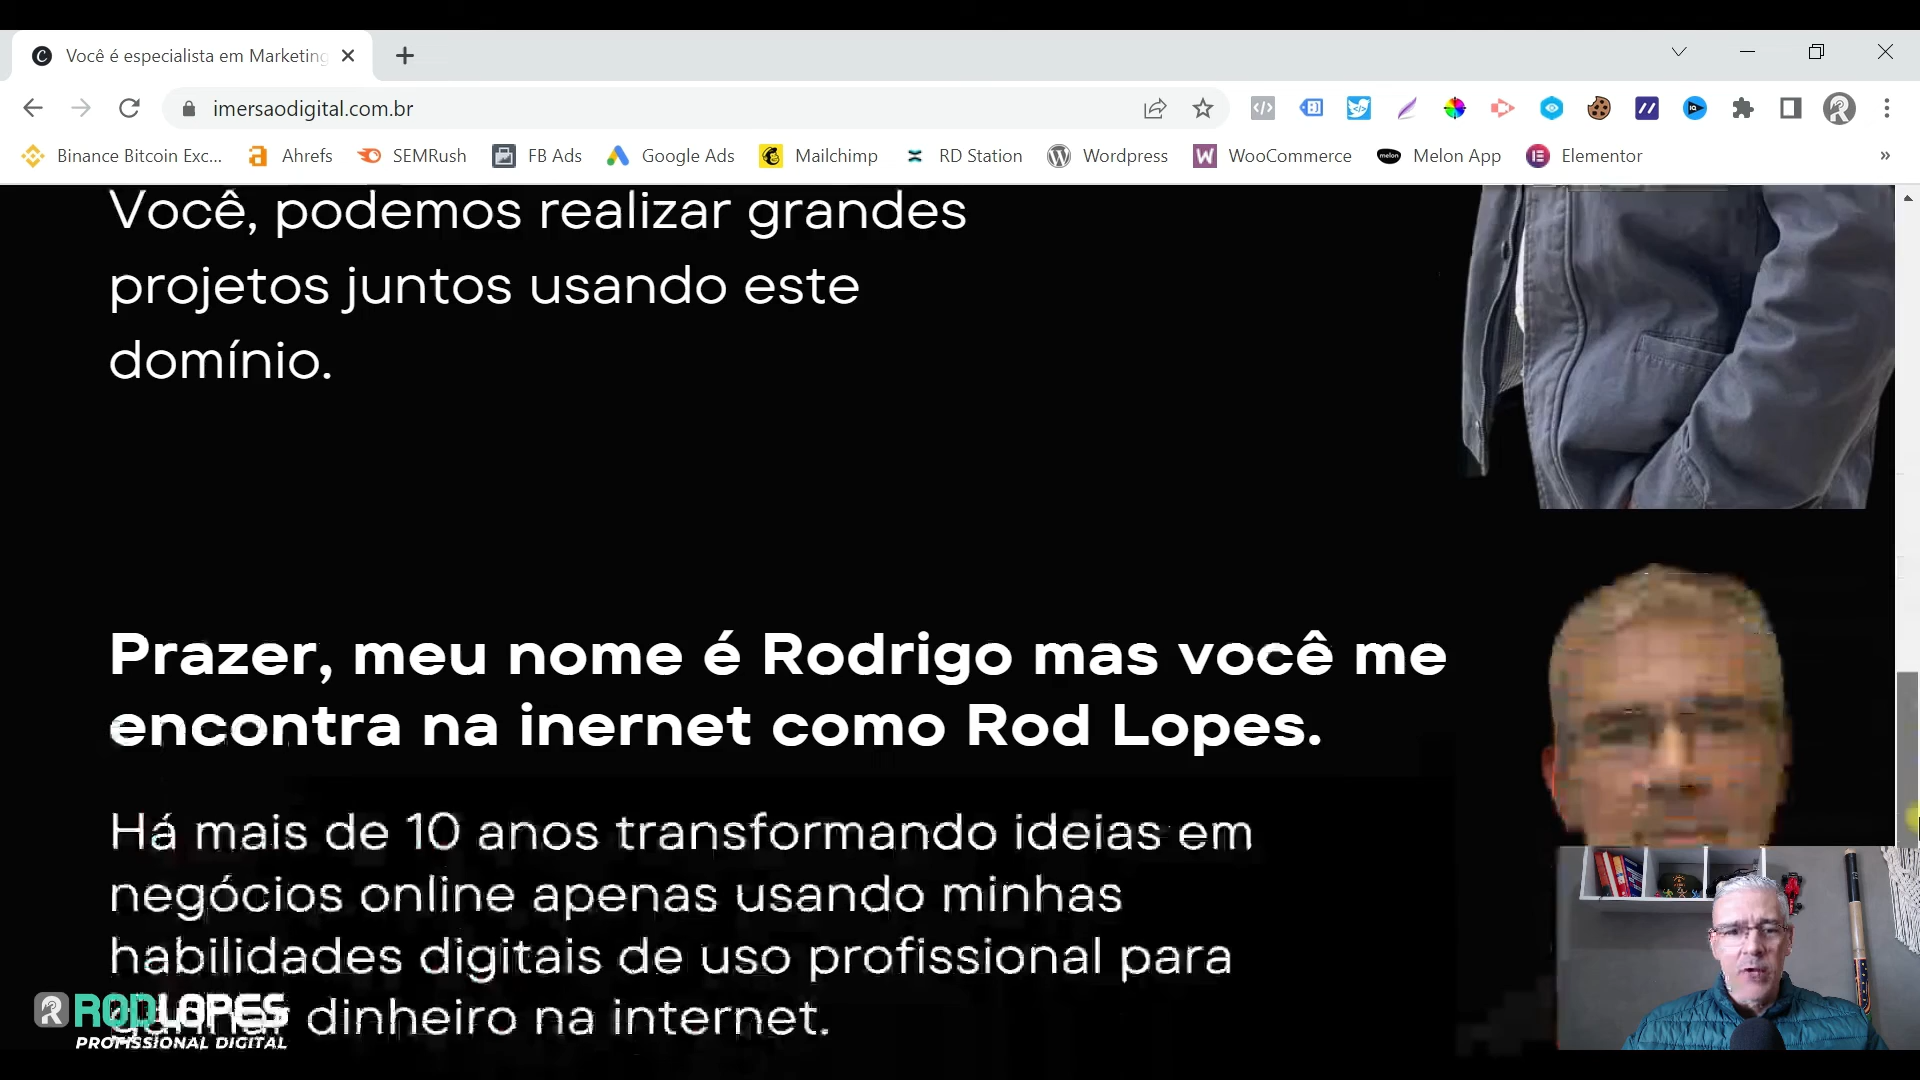 Você é especialista em Marketing
imersaodigital.com.br
Binance Bitcoin Exc...
Ahrefs
SEMRush
FB Ads
Google Ads
Mailchimp
RD Station
Wordpress
WooCommerce
Melon App
Elementor
Você, podemos realizar grandes
projetos juntos usando este
domínio.
Prazer, meu nome é Rodrigo mas você me
encontra na inernet como Rod Lopes.
Há mais de 10 anos transformando ideias em
negócios online apenas usando minhas
habilidades digitais de uso profissional para
dinheiro na internet.
RODLOPES
PROFISSIONAL DIGITAL